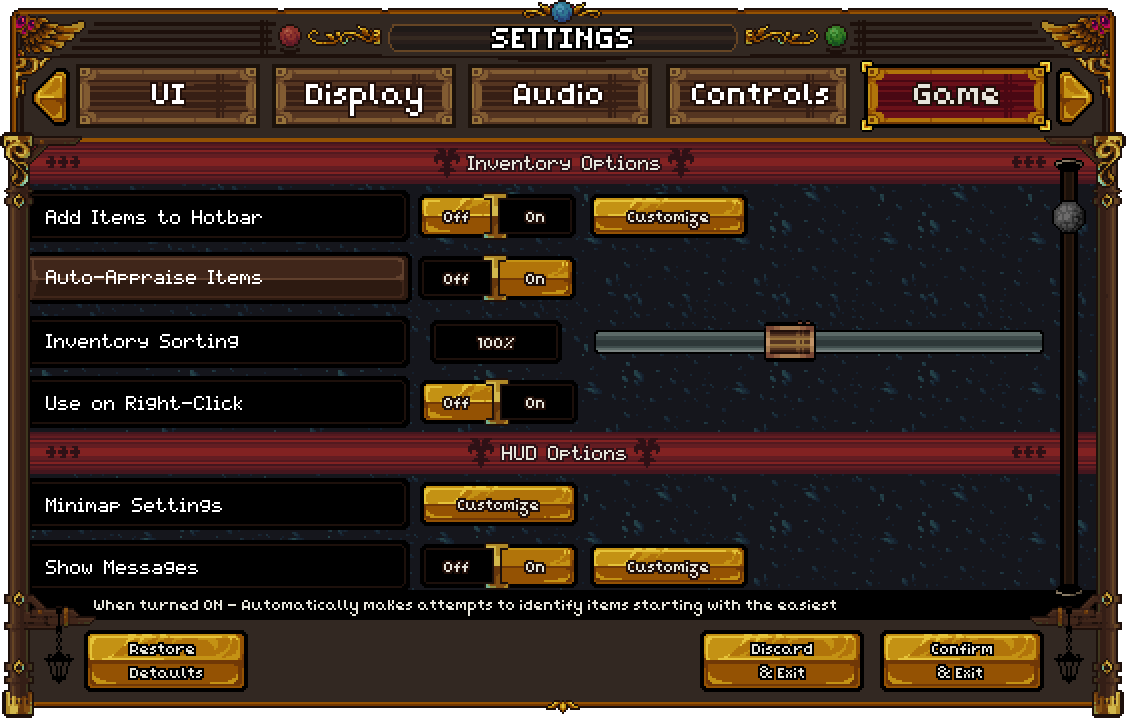 SETTINGS
UI Display Audio Controls Game
Inventory Options
Add Items to Hotbar Off On Customize
Auto-Appraise Items Off On
Inventory Sorting 100%
Use on Right-Click Off On
HUD Options
Minimap Settings Customize
Show Messages Off On Customize
When turned ON - Automatically makes attempts to identify items starting with the easiest
Restore
Defaults
Discard
& Exit
Confirm
& Exit